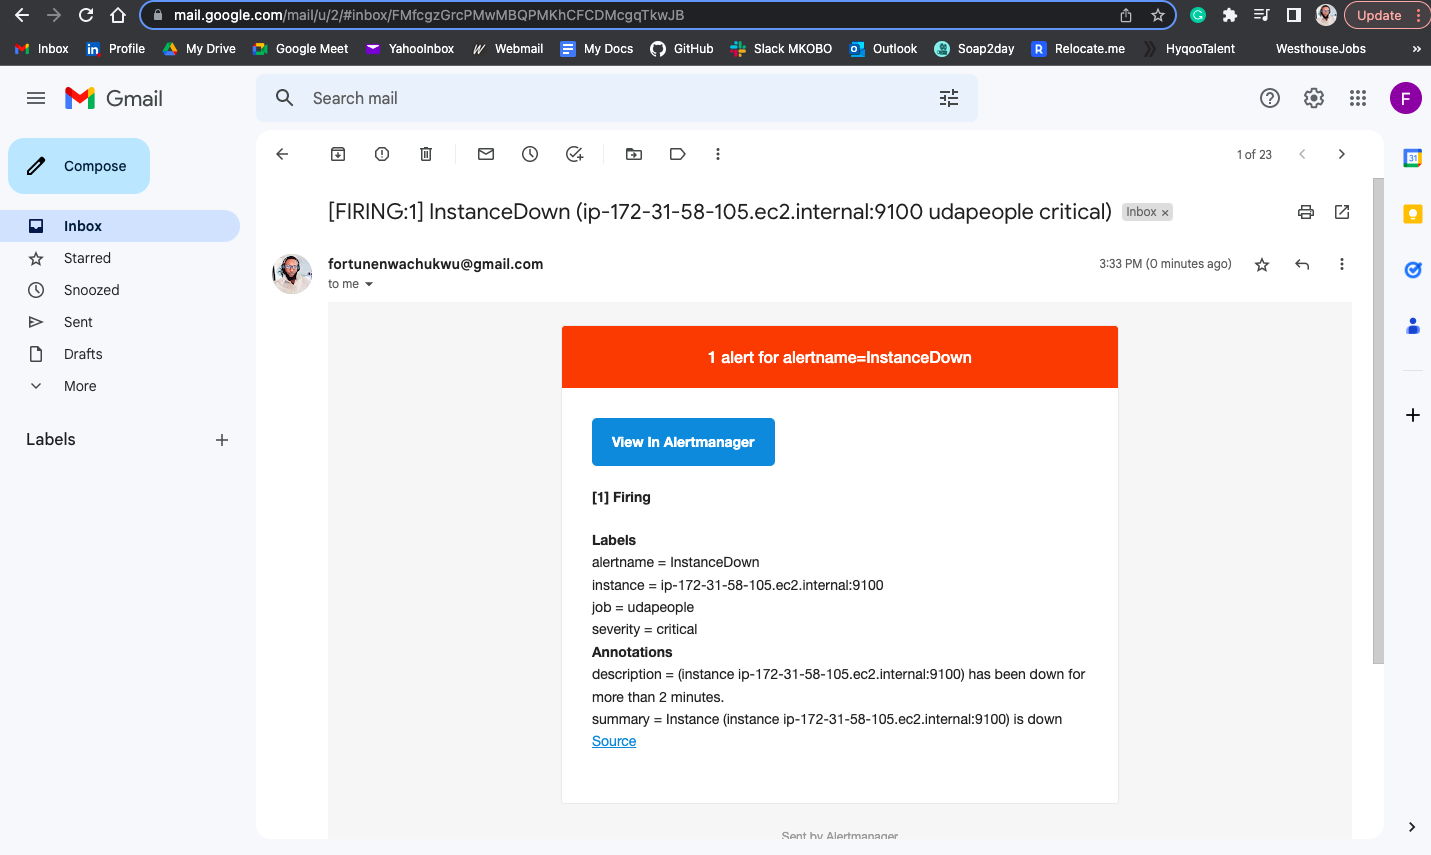 mail.google.com/mail/u/2/#inbox/FMfcgzGrcPMwMBQPMKhCFCDMcgqTkwJB
Update
Inbox
Profile
My Drive
Google Meet
YahooInbox
Webmail
My Docs
GitHub
Slack MKOBO
Outlook
Soap2day
Relocate.me
HyqooTalent
WesthouseJobs
»
Gmail
Search mail
F
Compose
1 of 23
31
Inbox
Starred
Snoozed
Sent
Drafts
More
Labels
[FIRING:1] InstanceDown (ip-172-31-58-105.ec2.internal:9100 udapeople critical)
Inbox ×
fortunenwachukwu@gmail.com
3:33 PM (0 minutes ago)
to me
1 alert for alertname=InstanceDown
View In Alertmanager
[1] Firing
Labels
alertname = InstanceDown
instance = ip-172-31-58-105.ec2.internal:9100
job = udapeople
severity = critical
Annotations
description = (instance ip-172-31-58-105.ec2.internal:9100) has been down for
more than 2 minutes.
summary = Instance (instance ip-172-31-58-105.ec2.internal:9100) is down
Source
Sent by Alertmanager